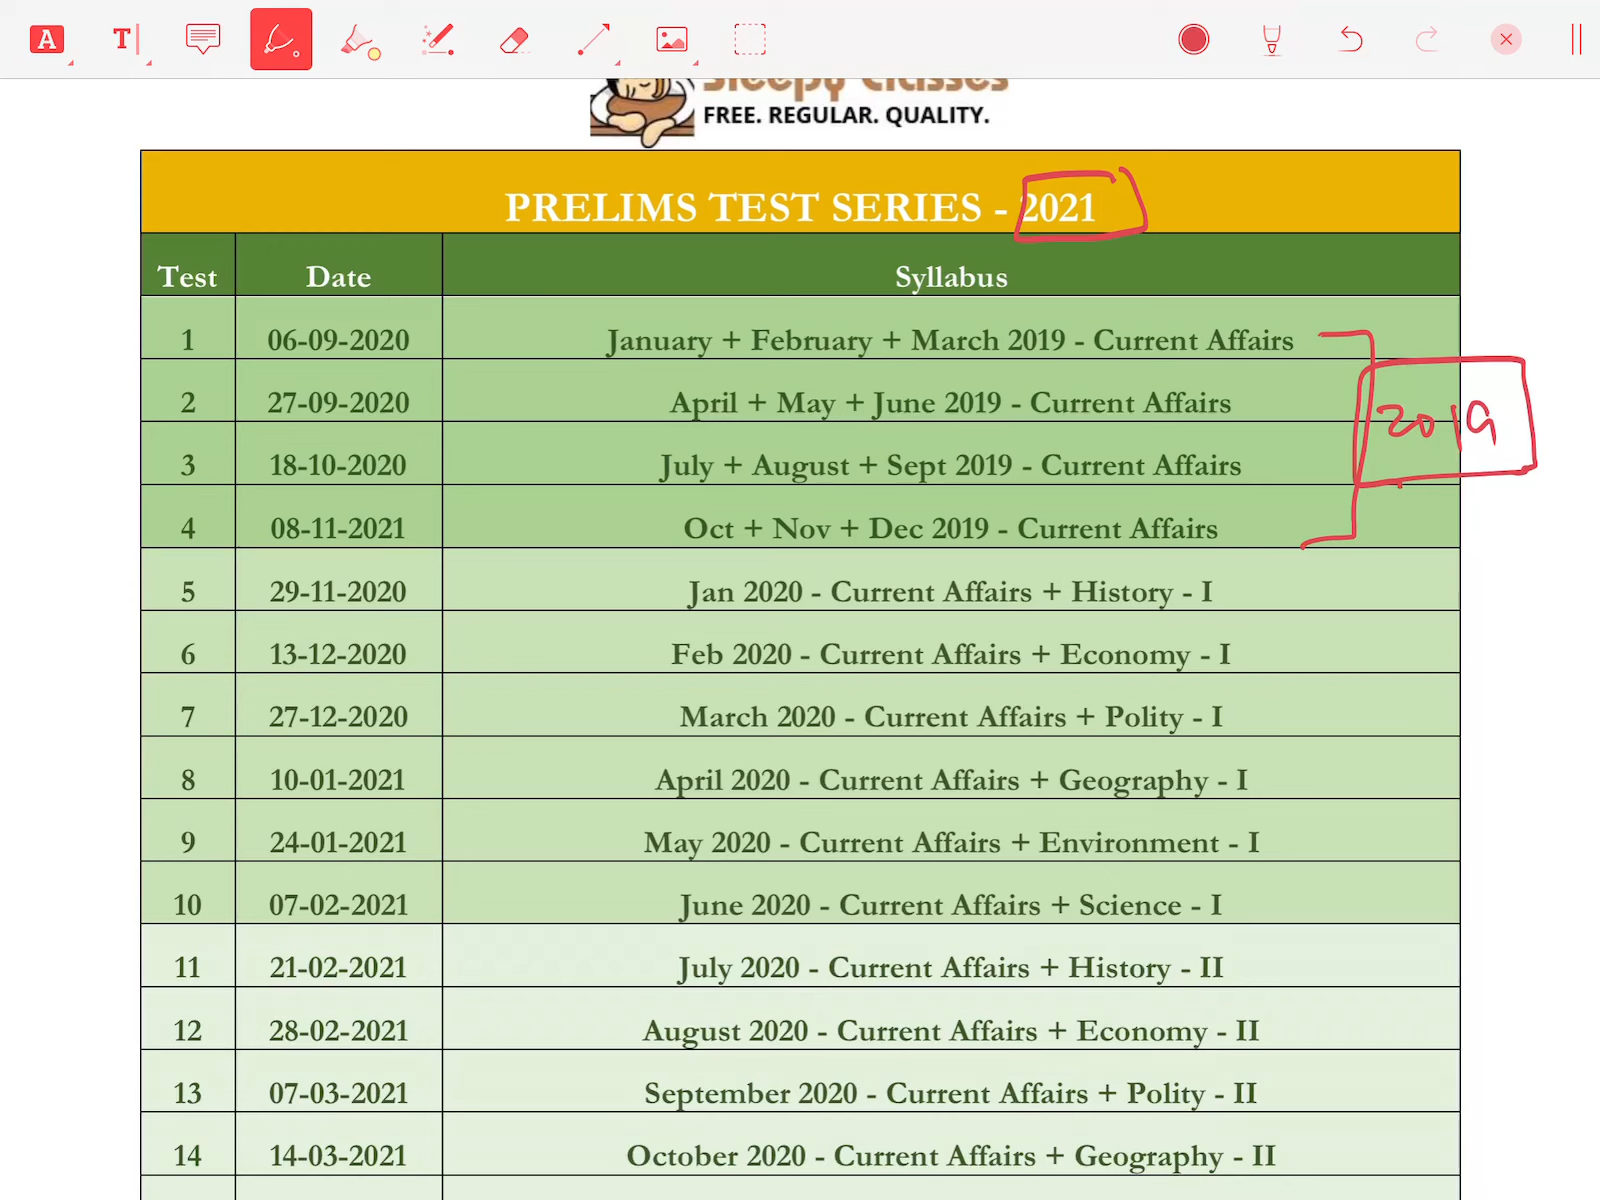 A
T
Sleepy Classes
FREE. REGULAR. QUALITY.
PRELIMS TEST SERIES - 2021
Test Date Syllabus
1 06-09-2020 January + February + March 2019 - Current Affairs
2 27-09-2020 April + May + June 2019 - Current Affairs
2019
3 18-10-2020 July + August + Sept 2019 - Current Affairs
4 08-11-2021 Oct + Nov + Dec 2019 - Current Affairs
5 29-11-2020 Jan 2020 - Current Affairs + History - I
6 13-12-2020 Feb 2020 - Current Affairs + Economy - I
7 27-12-2020 March 2020 - Current Affairs + Polity - I
8 10-01-2021 April 2020 - Current Affairs + Geography - I
9 24-01-2021 May 2020 - Current Affairs + Environment - I
10 07-02-2021 June 2020 - Current Affairs + Science - I
11 21-02-2021 July 2020 - Current Affairs + History - II
12 28-02-2021 August 2020 - Current Affairs + Economy - II
13 07-03-2021 September 2020 - Current Affairs + Polity - II
14 14-03-2021 October 2020 - Current Affairs + Geography - II